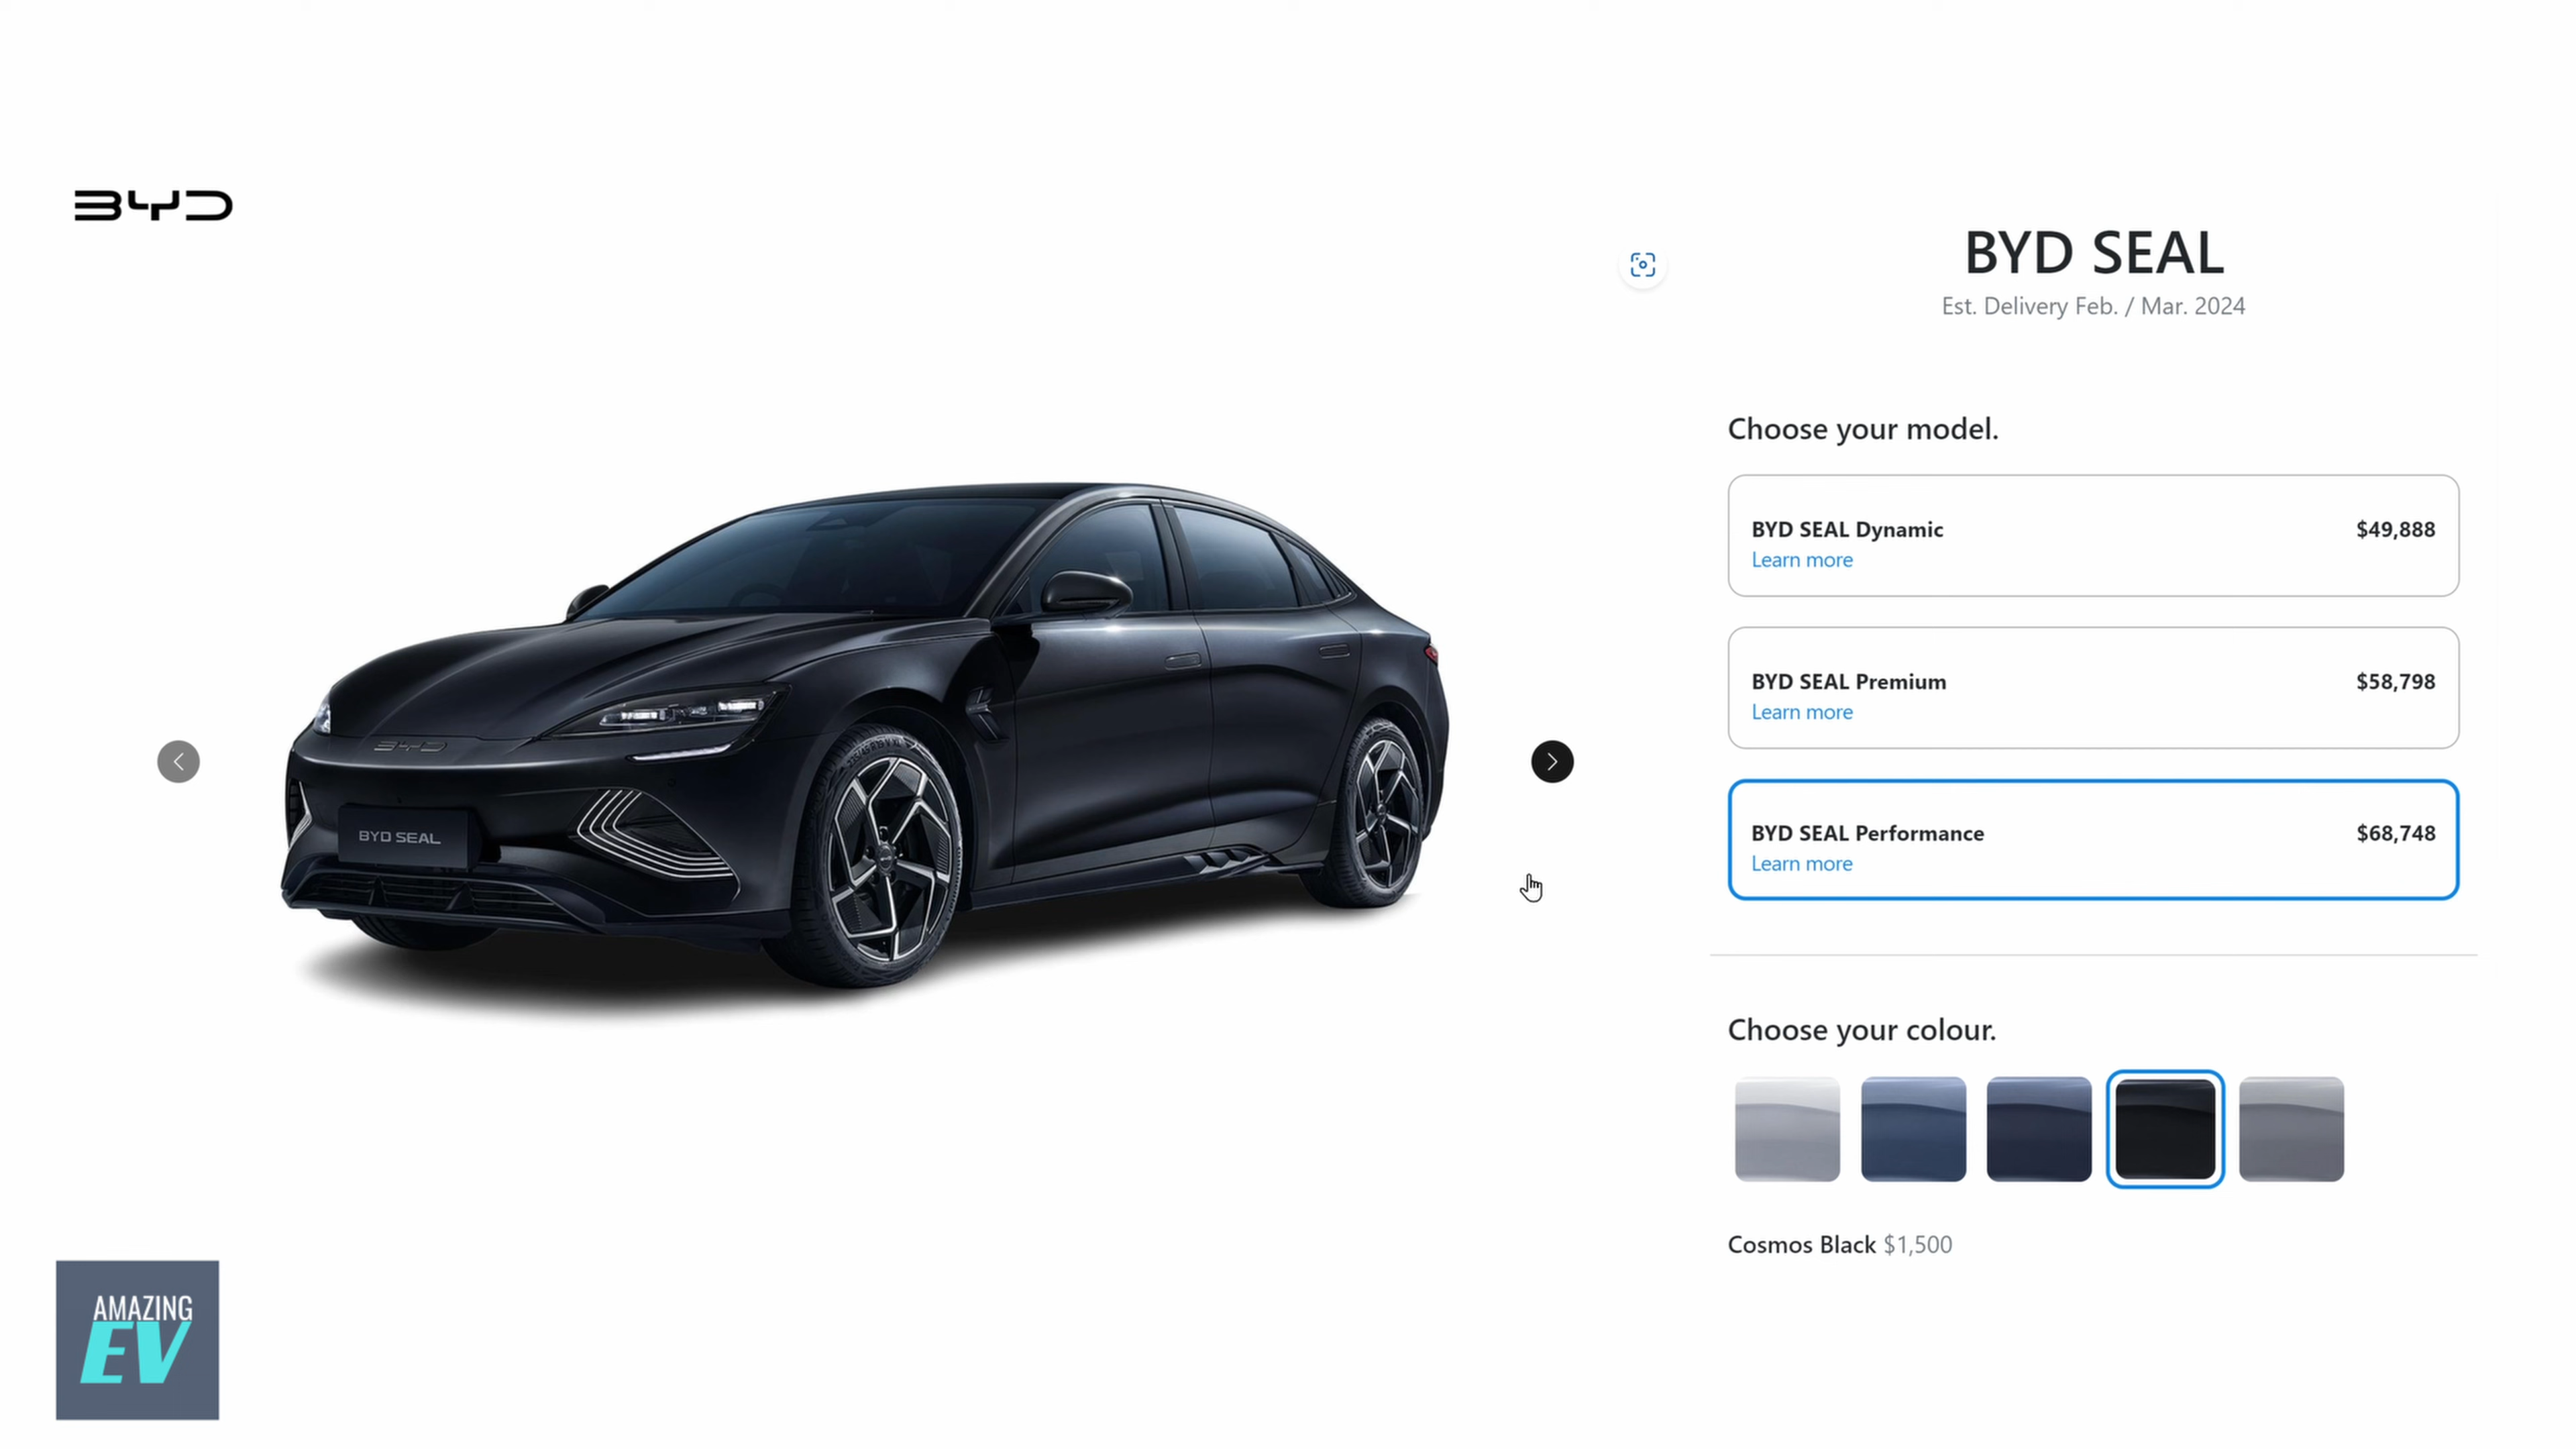 BYD
BYD SEAL
Est. Delivery Feb. / Mar. 2024
Choose your model.
BYD SEAL Dynamic $49,888
Learn more
BYD SEAL Premium $58,798
Learn more
BYD SEAL Performance $68,748
Learn more
BYD
BYD SEAL
Choose your colour.
Cosmos Black $1,500
AMAZING
EV